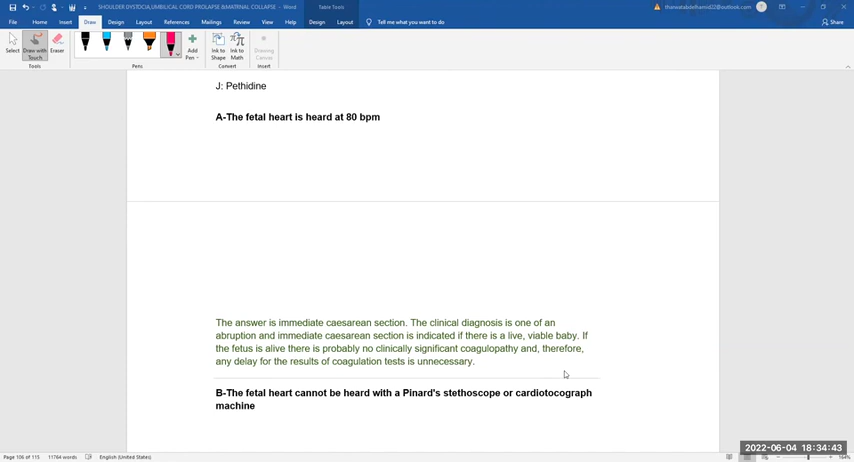 SHOULDER DYSTOCIA,UMBILICAL CORD PROLAPSE &MATERNAL COLLAPSE - Word
Table Tools
tharwatabdelhamid22@outlook.com
File Home Insert Draw Design Layout References Mailings Review View Help Design Layout Tell me what you want to do Share
Select Draw with Touch Eraser Add Pen Ink to Shape Ink to Math Drawing Canvas
Tools Pens Convert Insert
J: Pethidine
A-The fetal heart is heard at 80 bpm
The answer is immediate caesarean section. The clinical diagnosis is one of an
abruption and immediate caesarean section is indicated if there is a live, viable baby. If
the fetus is alive there is probably no clinically significant coagulopathy and, therefore,
any delay for the results of coagulation tests is unnecessary.
B-The fetal heart cannot be heard with a Pinard's stethoscope or cardiotocograph
machine
2022-06-04 18:34:43
Page 106 of 115 11764 words English (United States) 164%